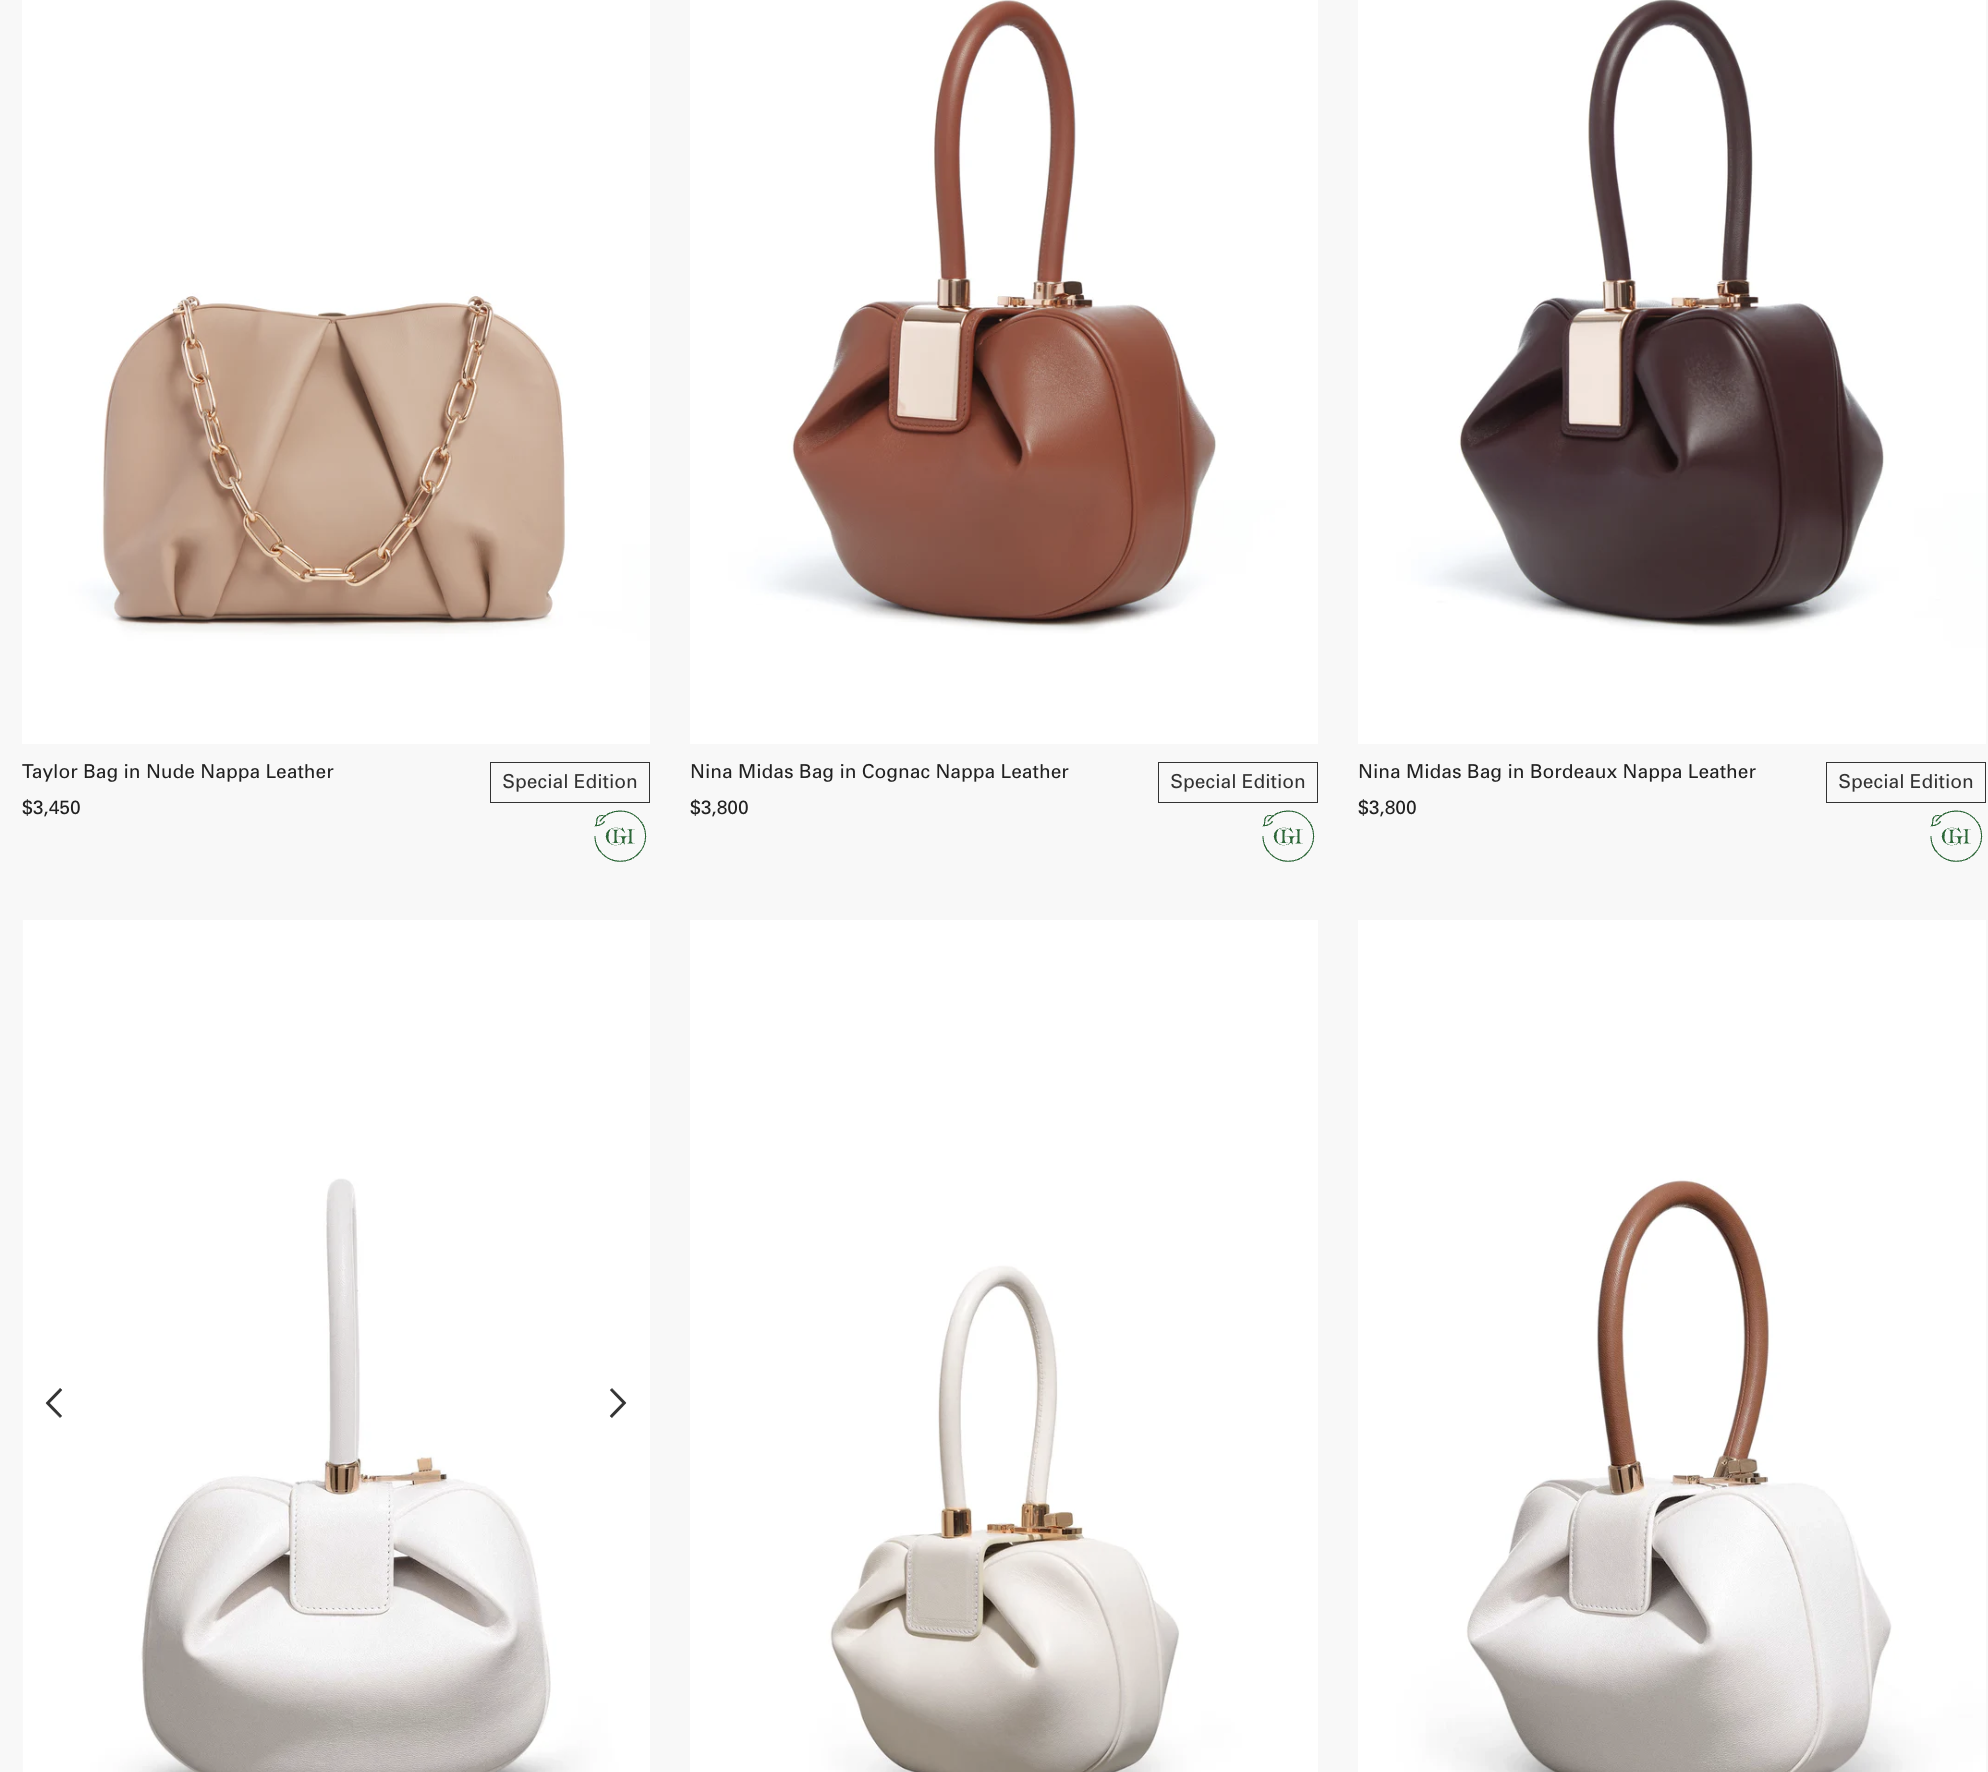 Taylor Bag in Nude Nappa Leather
$3,450
Special Edition
GH
Nina Midas Bag in Cognac Nappa Leather
$3,800
Special Edition
GH
Nina Midas Bag in Bordeaux Nappa Leather
$3,800
Special Edition
GH